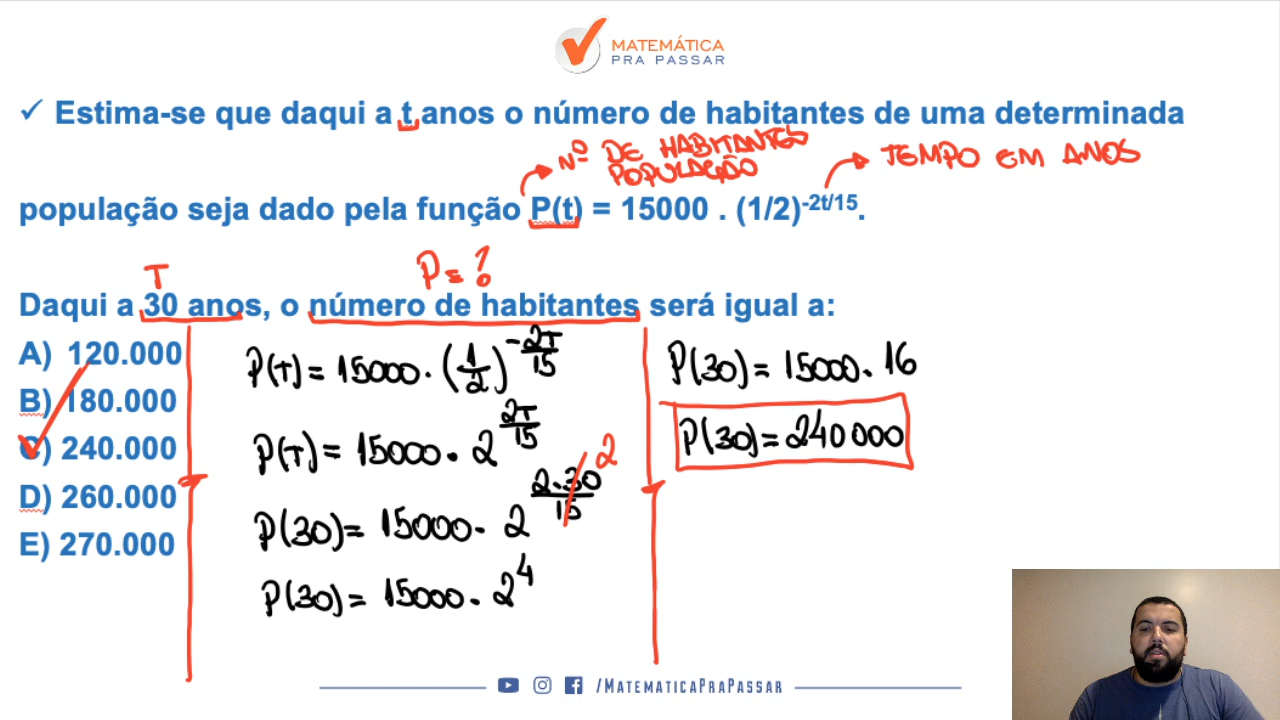 MATEMÁTICA
PRA PASSAR
✓ Estima-se que daqui a t anos o número de habitantes de uma determinada
Nº DE HABITANTES
POPULAÇÃO
TEMPO EM ANOS
população seja dado pela função P(t) = 15000 . (1/2)^-2t/15.
T
P = ?
Daqui a 30 anos, o número de habitantes será igual a:
A) 120.000
B) 180.000
C) 240.000
D) 260.000
E) 270.000
P(T) = 15000 · (1/2)^-2T/15
P(T) = 15000 · 2^2T/15
P(30) = 15000 · 2^2·30/15 2
P(30) = 15000 · 2^4
P(30) = 15000 · 16
P(30) = 240 000
/MATEMATICAPRAPASSAR